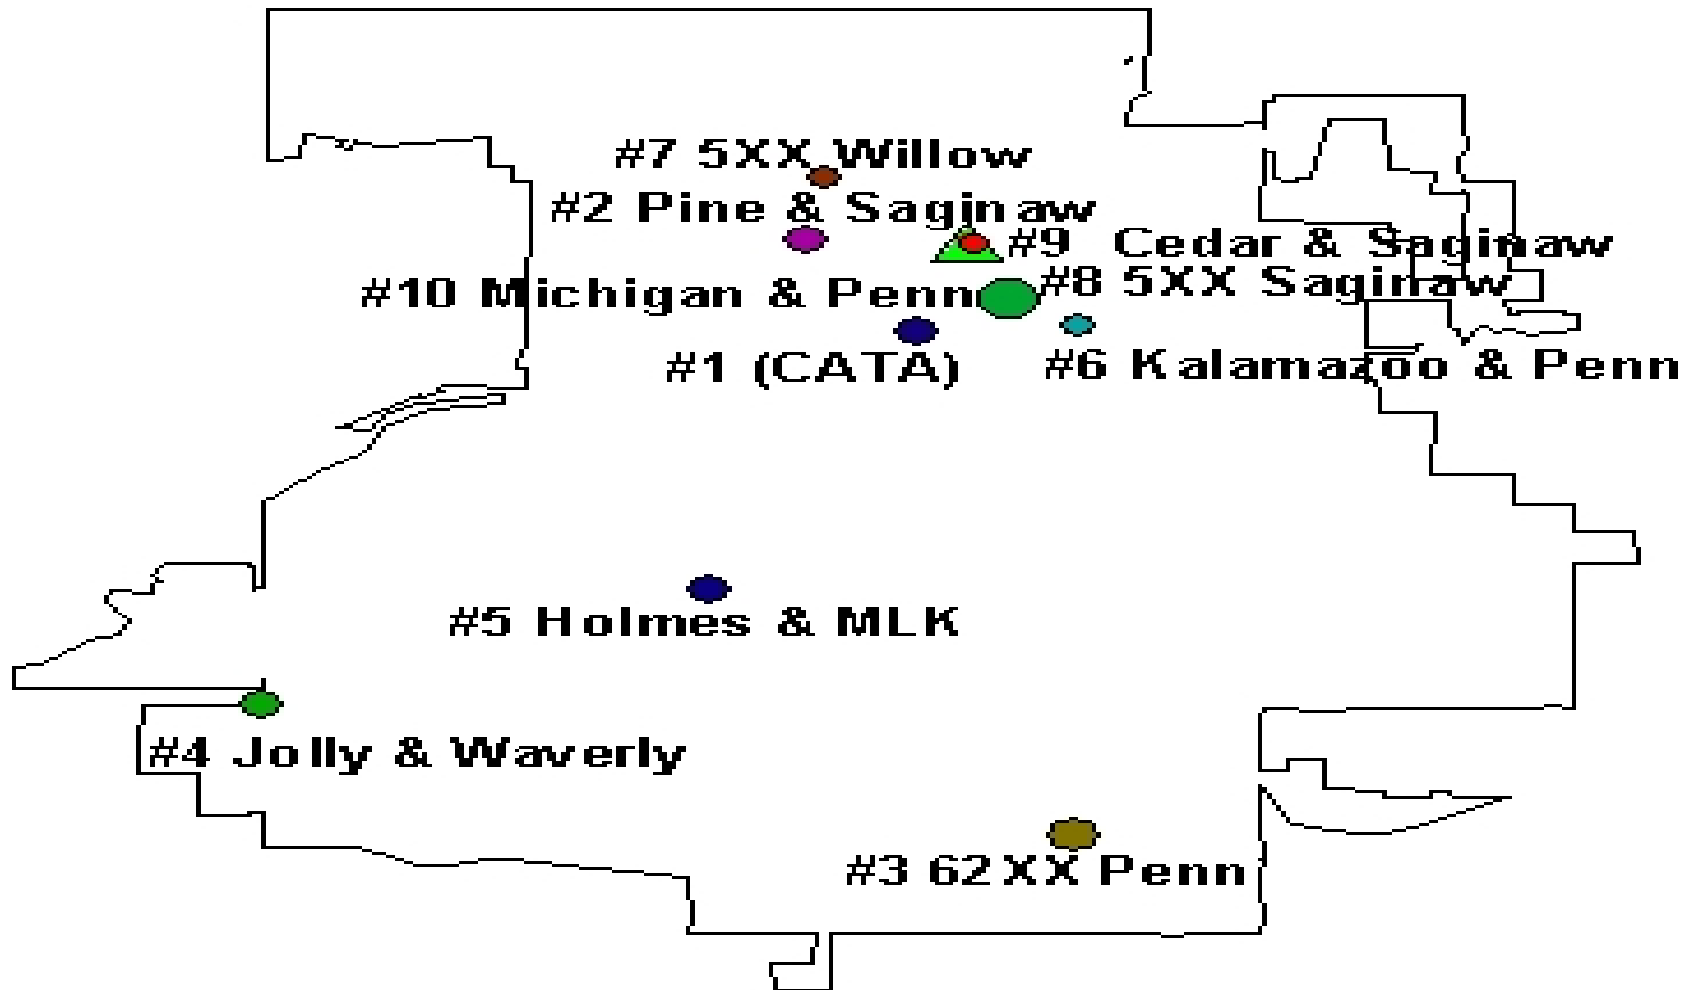 #7 5XX Willow
#2 Pine & Saginaw
#9 Cedar & Saginaw
#8 5XX Saginaw
#10 Michigan & Penn
#1 (CATA)
#6 Kalamazoo & Penn
#5 Holmes & MLK
#4 Jolly & Waverly
#3 62XX Penn